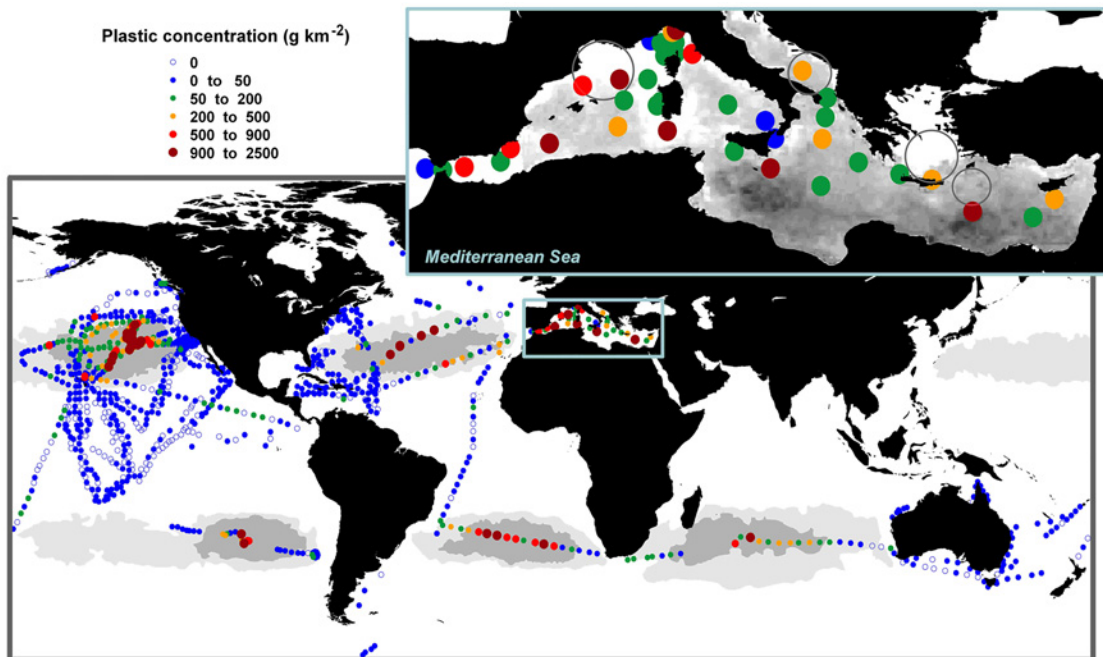 Plastic concentration (g km⁻²)
0
0 to 50
50 to 200
200 to 500
500 to 900
900 to 2500
Mediterranean Sea